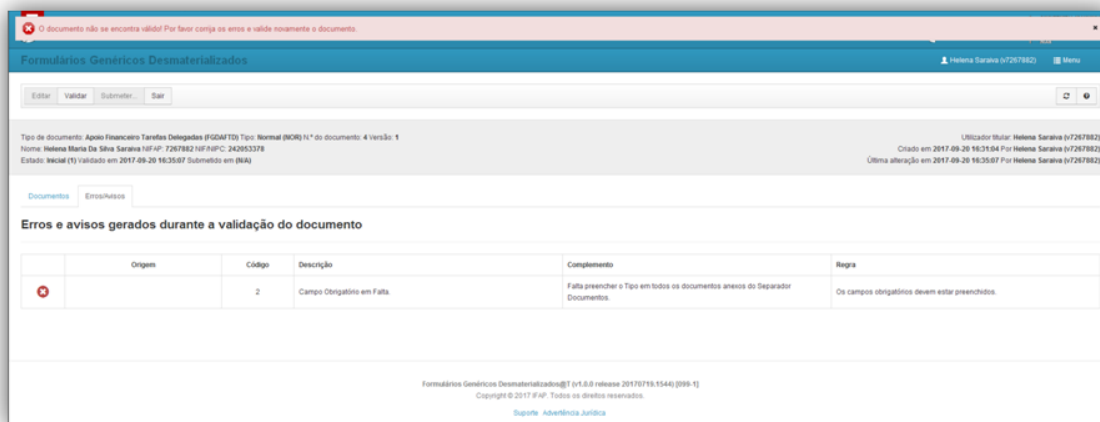 O documento não se encontra válido! Por favor corrija os erros e valide novamente o documento.
Formulários Genéricos Desmaterializados
Helena Saraiva (v7267882) Menu
Editar Validar Submeter... Sair
Tipo de documento: Apoio Financeiro Tarefas Delegadas (FGDAFTD) Tipo: Normal (NOR) N.º do documento: 4 Versão: 1
Utilizador titular: Helena Saraiva (v7267882)
Nome: Helena Maria Da Silva Saraiva NIFAP: 7267882 NIF/NIPC: 242053378
Criado em 2017-09-20 16:31:04 Por Helena Saraiva (v7267882)
Estado: Inicial (1) Validado em 2017-09-20 16:35:07 Submetido em (N/A)
Última alteração em 2017-09-20 16:35:07 Por Helena Saraiva (v7267882)
Documentos Erros/Avisos
Erros e avisos gerados durante a validação do documento
Origem Código Descrição Complemento Regra
2 Campo Obrigatório em Falta. Falta preencher o Tipo em todos os documentos anexos do Separador Os campos obrigatórios devem estar preenchidos.
Documentos.
Formulários Genéricos Desmaterializados@T (v1.0.0 release 20170719.1544) [099-1]
Copyright © 2017 IFAP. Todos os direitos reservados.
Suporte Advertência Jurídica